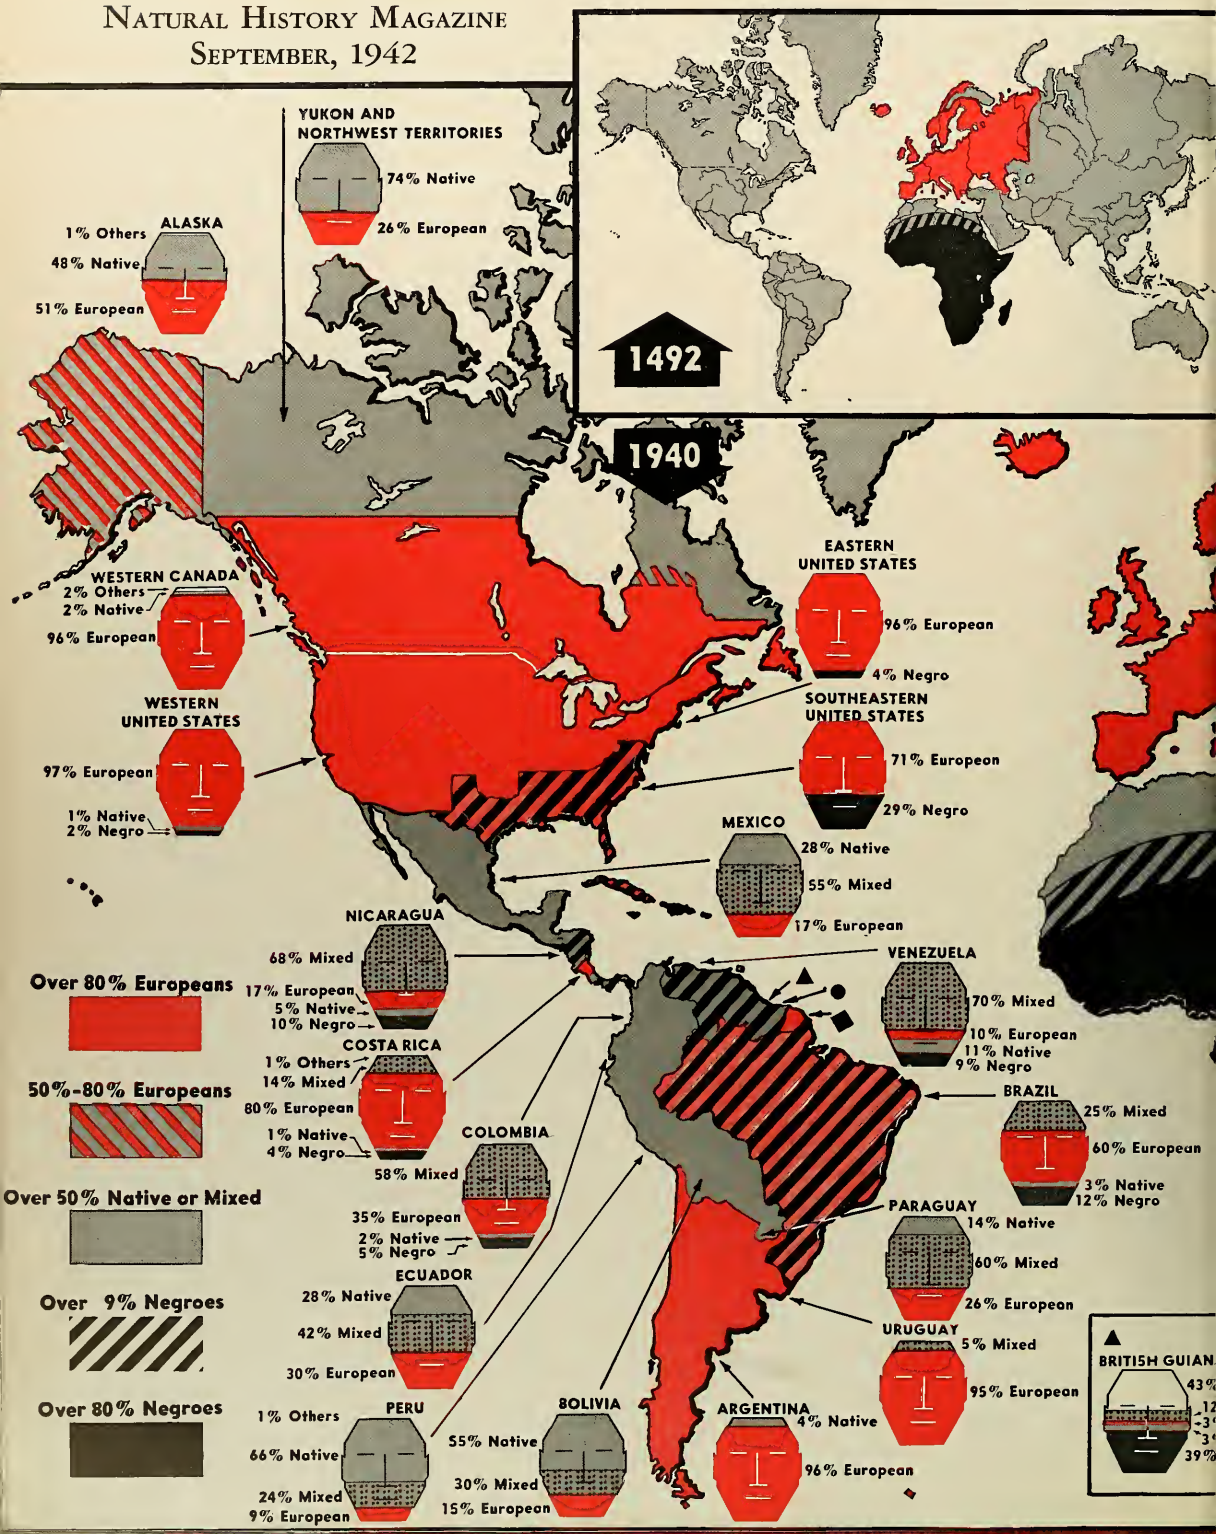 NATURAL HISTORY MAGAZINE
SEPTEMBER, 1942
YUKON AND
NORTHWEST TERRITORIES
74% Native
26% European
ALASKA
1% Others
48% Native
51% European
1492
1940
WESTERN CANADA
2% Others
2% Native
96% European
EASTERN
UNITED STATES
96% European
4% Negro
WESTERN
UNITED STATES
97% European
1% Native
2% Negro
SOUTHEASTERN
UNITED STATES
71% European
29% Negro
MEXICO
28% Native
55% Mixed
17% European
NICARAGUA
68% Mixed
17% European
5% Native
10% Negro
VENEZUELA
70% Mixed
10% European
11% Native
9% Negro
COSTA RICA
1% Others
14% Mixed
80% European
1% Native
4% Negro
BRAZIL
25% Mixed
60% European
3% Native
12% Negro
COLOMBIA
58% Mixed
35% European
2% Native
5% Negro
PARAGUAY
14% Native
60% Mixed
26% European
ECUADOR
28% Native
42% Mixed
30% European
URUGUAY
5% Mixed
95% European
PERU
1% Others
66% Native
24% Mixed
9% European
BOLIVIA
55% Native
30% Mixed
15% European
ARGENTINA
4% Native
96% European
BRITISH GUIAN
43%
12
3
3
39%
Over 80% Europeans
50%-80% Europeans
Over 50% Native or Mixed
Over 9% Negroes
Over 80% Negroes